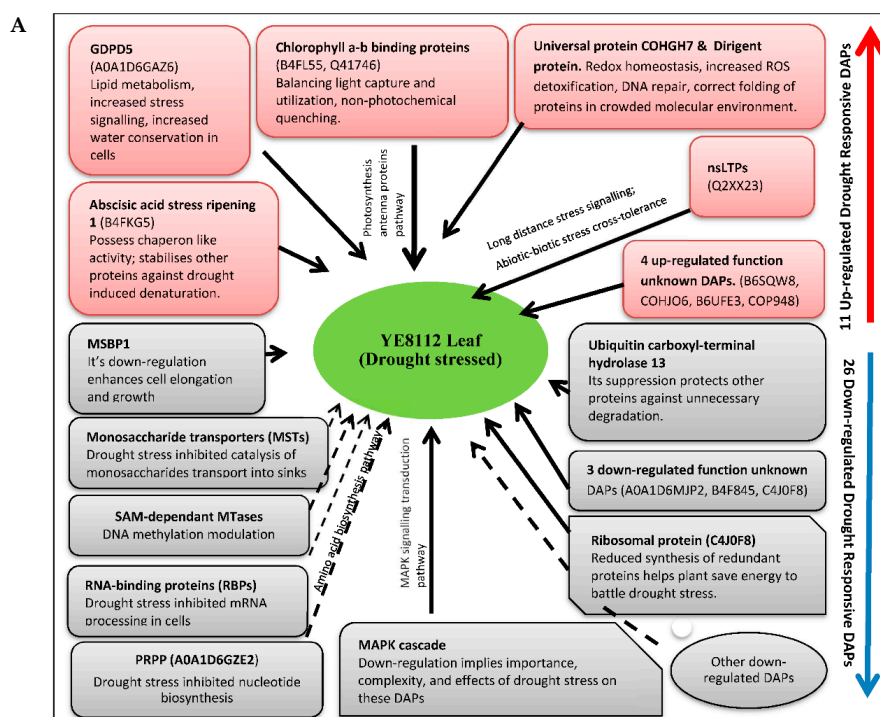 A
GDPD5
(A0A1D6GAZ6)
Lipid metabolism,
increased stress
signalling, increased
water conservation in
cells
Chlorophyll a-b binding proteins
(B4FL55, Q41746)
Balancing light capture and
utilization, non-photochemical
quenching.
Universal protein COHGH7 & Dirigent
protein. Redox homeostasis, increased ROS
detoxification, DNA repair, correct folding of
proteins in crowded molecular environment.
11 Up-regulated Drought Responsive DAPs
nsLTPs
(Q2XX23)
Photosynthesis
antenna proteins
pathway
Long distance stress signalling;
Abiotic-biotic stress cross-tolerance
Abscisic acid stress ripening
1 (B4FKG5)
Possess chaperon like
activity; stabilises other
proteins against drought
induced denaturation.
4 up-regulated function
unknown DAPs. (B6SQW8,
COHJO6, B6UFE3, COP948)
YE8112 Leaf
(Drought stressed)
MSBP1
It's down-regulation
enhances cell elongation
and growth
Ubiquitin carboxyl-terminal
hydrolase 13
Its suppression protects other
proteins against unnecessary
degradation.
26 Down-regulated Drought Responsive DAPs
Monosaccharide transporters (MSTs)
Drought stress inhibited catalysis of
monosaccharides transport into sinks
3 down-regulated function unknown
DAPs (A0A1D6MJP2, B4F845, C4J0F8)
SAM-dependant MTases
DNA methylation modulation
Amino acid biosynthesis pathway
MAPK signalling transduction
pathway
Ribosomal protein (C4J0F8)
Reduced synthesis of redundant
proteins helps plant save energy to
battle drought stress.
RNA-binding proteins (RBPs)
Drought stress inhibited mRNA
processing in cells
PRPP (A0A1D6GZE2)
Drought stress inhibited nucleotide
biosynthesis
MAPK cascade
Down-regulation implies importance,
complexity, and effects of drought stress on
these DAPs
Other down-
regulated DAPs